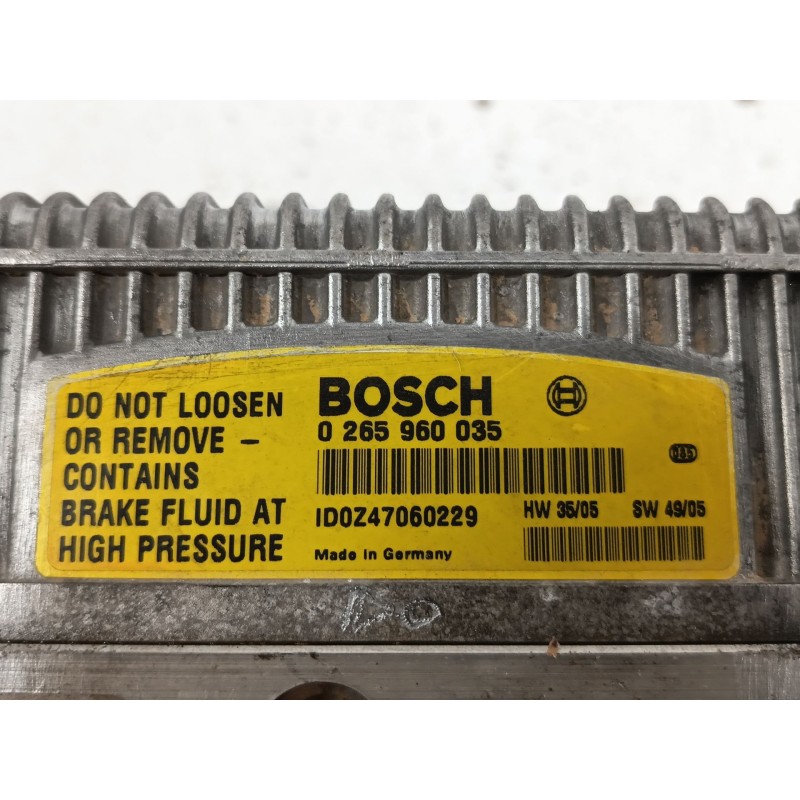 DO NOT LOOSEN
OR REMOVE –
CONTAINS
BRAKE FLUID AT
HIGH PRESSURE
BOSCH
0 265 960 035
085
ID0Z47060229
HW 35/05 SW 49/05
Made in Germany